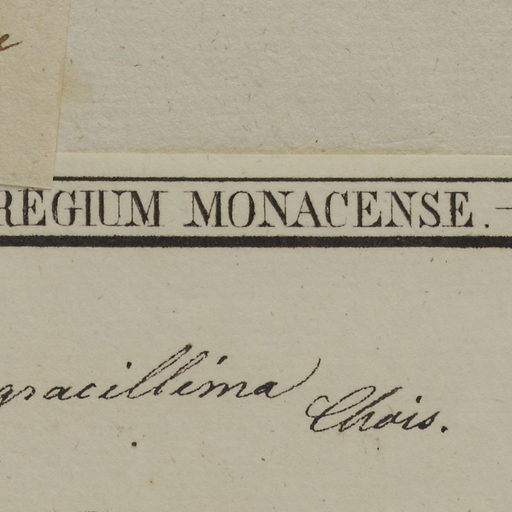 REGIUM MONACENSE.
gracillima Chois.